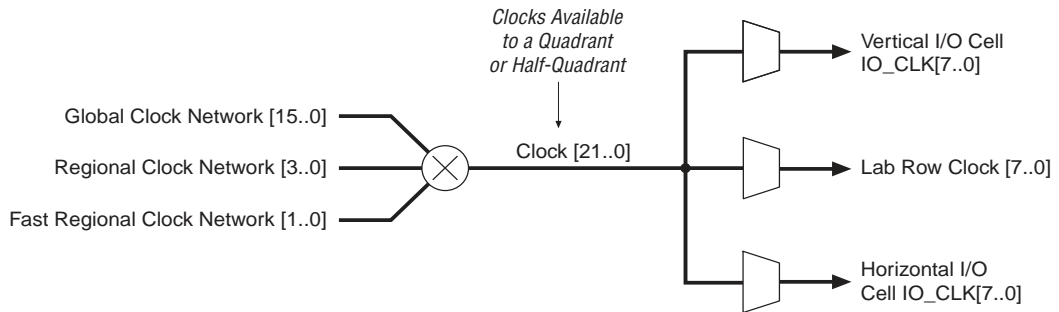 Clocks Available
to a Quadrant
or Half-Quadrant
Global Clock Network [15..0]
Regional Clock Network [3..0]
Fast Regional Clock Network [1..0]
Clock [21..0]
Vertical I/O Cell
IO_CLK[7..0]
Lab Row Clock [7..0]
Horizontal I/O
Cell IO_CLK[7..0]